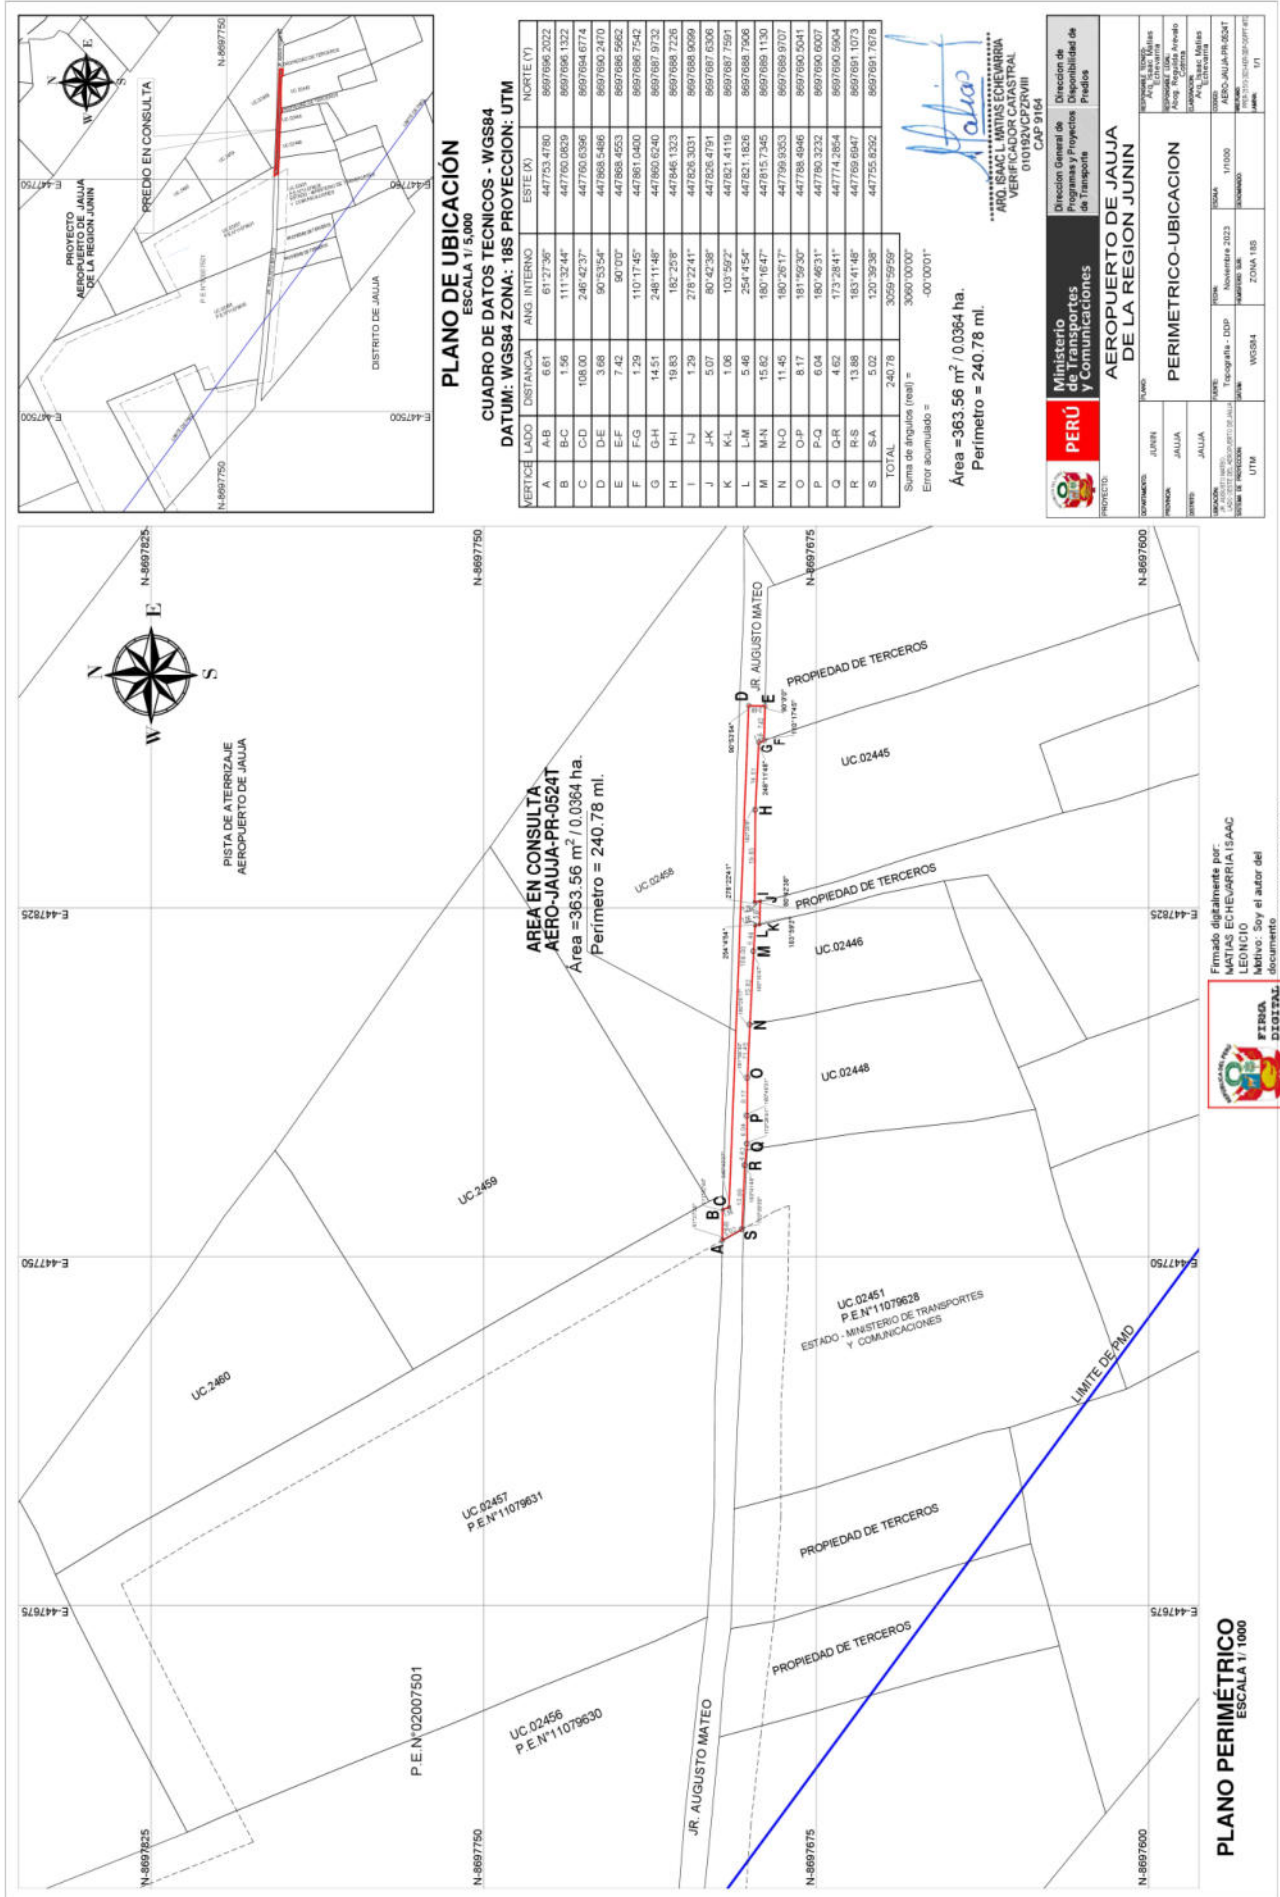 PLANO PERIMÉTRICO
ESCALA 1/ 1000
E-447675
E-447750
E-447825
N-8697825
N-8697750
N-8697675
N-8697600
PISTA DE ATERRIZAJE
AEROPUERTO DE JAUJA
N
E
S
W
P.E.N°02007501
UC.02456
P.E.N°11079630
UC.02457
P.E.N°11079631
UC.2460
UC.2459
UC.02458
AREA EN CONSULTA
AERO-JAUJA-PR-0524T
Área =363.56 m² / 0.0364 ha.
Perímetro = 240.78 ml.
JR. AUGUSTO MATEO
JR. AUGUSTO MATEO
PROPIEDAD DE TERCEROS
PROPIEDAD DE TERCEROS
UC.02451
P.E.N°11079628
ESTADO - MINISTERIO DE TRANSPORTES
Y COMUNICACIONES
UC.02448
UC.02446
PROPIEDAD DE TERCEROS
UC.02445
PROPIEDAD DE TERCEROS
LIMITE DE PMD
A B C D E F G H I J K L M N O P Q R S
Firmado digitalmente por:
MATIAS ECHEVARRIA ISAAC
LEONCIO
Motivo: Soy el autor del
documento
FIRMA
DIGITAL
PROYECTO
AEROPUERTO DE JAUJA
DE LA REGION JUNIN
PREDIO EN CONSULTA
N
E
S
W
E-447500
E-447750
N-8697750
DISTRITO DE JAUJA
PLANO DE UBICACIÓN
ESCALA 1/ 5,000
CUADRO DE DATOS TECNICOS - WGS84
DATUM: WGS84 ZONA: 18S PROYECCION: UTM
VERTICE LADO DISTANCIA ANG. INTERNO ESTE (X) NORTE (Y)
A A-B 6.61 61°27'36" 447753.4780 8697696.2022
B B-C 1.56 111°32'44" 447760.0829 8697696.1322
C C-D 108.00 246°42'37" 447760.6396 8697694.6774
D D-E 3.68 90°53'54" 447868.5486 8697690.2470
E E-F 7.42 90°0'0" 447868.4553 8697686.5662
F F-G 1.29 110°17'45" 447861.0400 8697686.7542
G G-H 14.51 248°11'48" 447860.6240 8697687.9732
H H-I 19.83 182°25'8" 447846.1323 8697688.7226
I I-J 1.29 278°22'41" 447826.3031 8697688.9099
J J-K 5.07 80°42'38" 447826.4791 8697687.6306
K K-L 1.06 103°59'2" 447821.4119 8697687.7591
L L-M 5.46 254°4'54" 447821.1826 8697688.7906
M M-N 15.82 180°16'47" 447815.7345 8697689.1130
N N-O 11.45 180°26'17" 447799.9353 8697689.9707
O O-P 8.17 181°59'30" 447788.4946 8697690.5041
P P-Q 6.04 180°46'31" 447780.3232 8697690.6007
Q Q-R 4.62 173°28'41" 447774.2854 8697690.5904
R R-S 13.88 183°41'48" 447769.6947 8697691.1073
S S-A 5.02 120°39'38" 447755.8292 8697691.7678
TOTAL 240.78 3059°59'59"
Suma de ángulos (real) = 3060°00'00"
Error acumulado = -00°00'01"
Área =363.56 m² / 0.0364 ha.
Perímetro = 240.78 ml.
ARQ. ISAAC L. MATIAS ECHEVARRIA
VERIFICADOR CATASTRAL
010192VCPZRVIII
CAP 9164
PERÚ
Ministerio
de Transportes
y Comunicaciones
Dirección General de
Programas y Proyectos
de Transporte
Dirección de
Disponibilidad de
Predios
PROYECTO:
AEROPUERTO DE JAUJA
DE LA REGION JUNIN
DEPARTAMENTO: JUNIN
PROVINCIA: JAUJA
DISTRITO: JAUJA
PLANO:
PERIMETRICO-UBICACION
FUENTE: Topografía - DDP
FECHA: Noviembre 2023
ESCALA: 1/1000
CODIGO: AERO-JAUJA-PR-0524T
UTM
DATUM: WGS84
ZONA 18S
LAMINA: 1/1